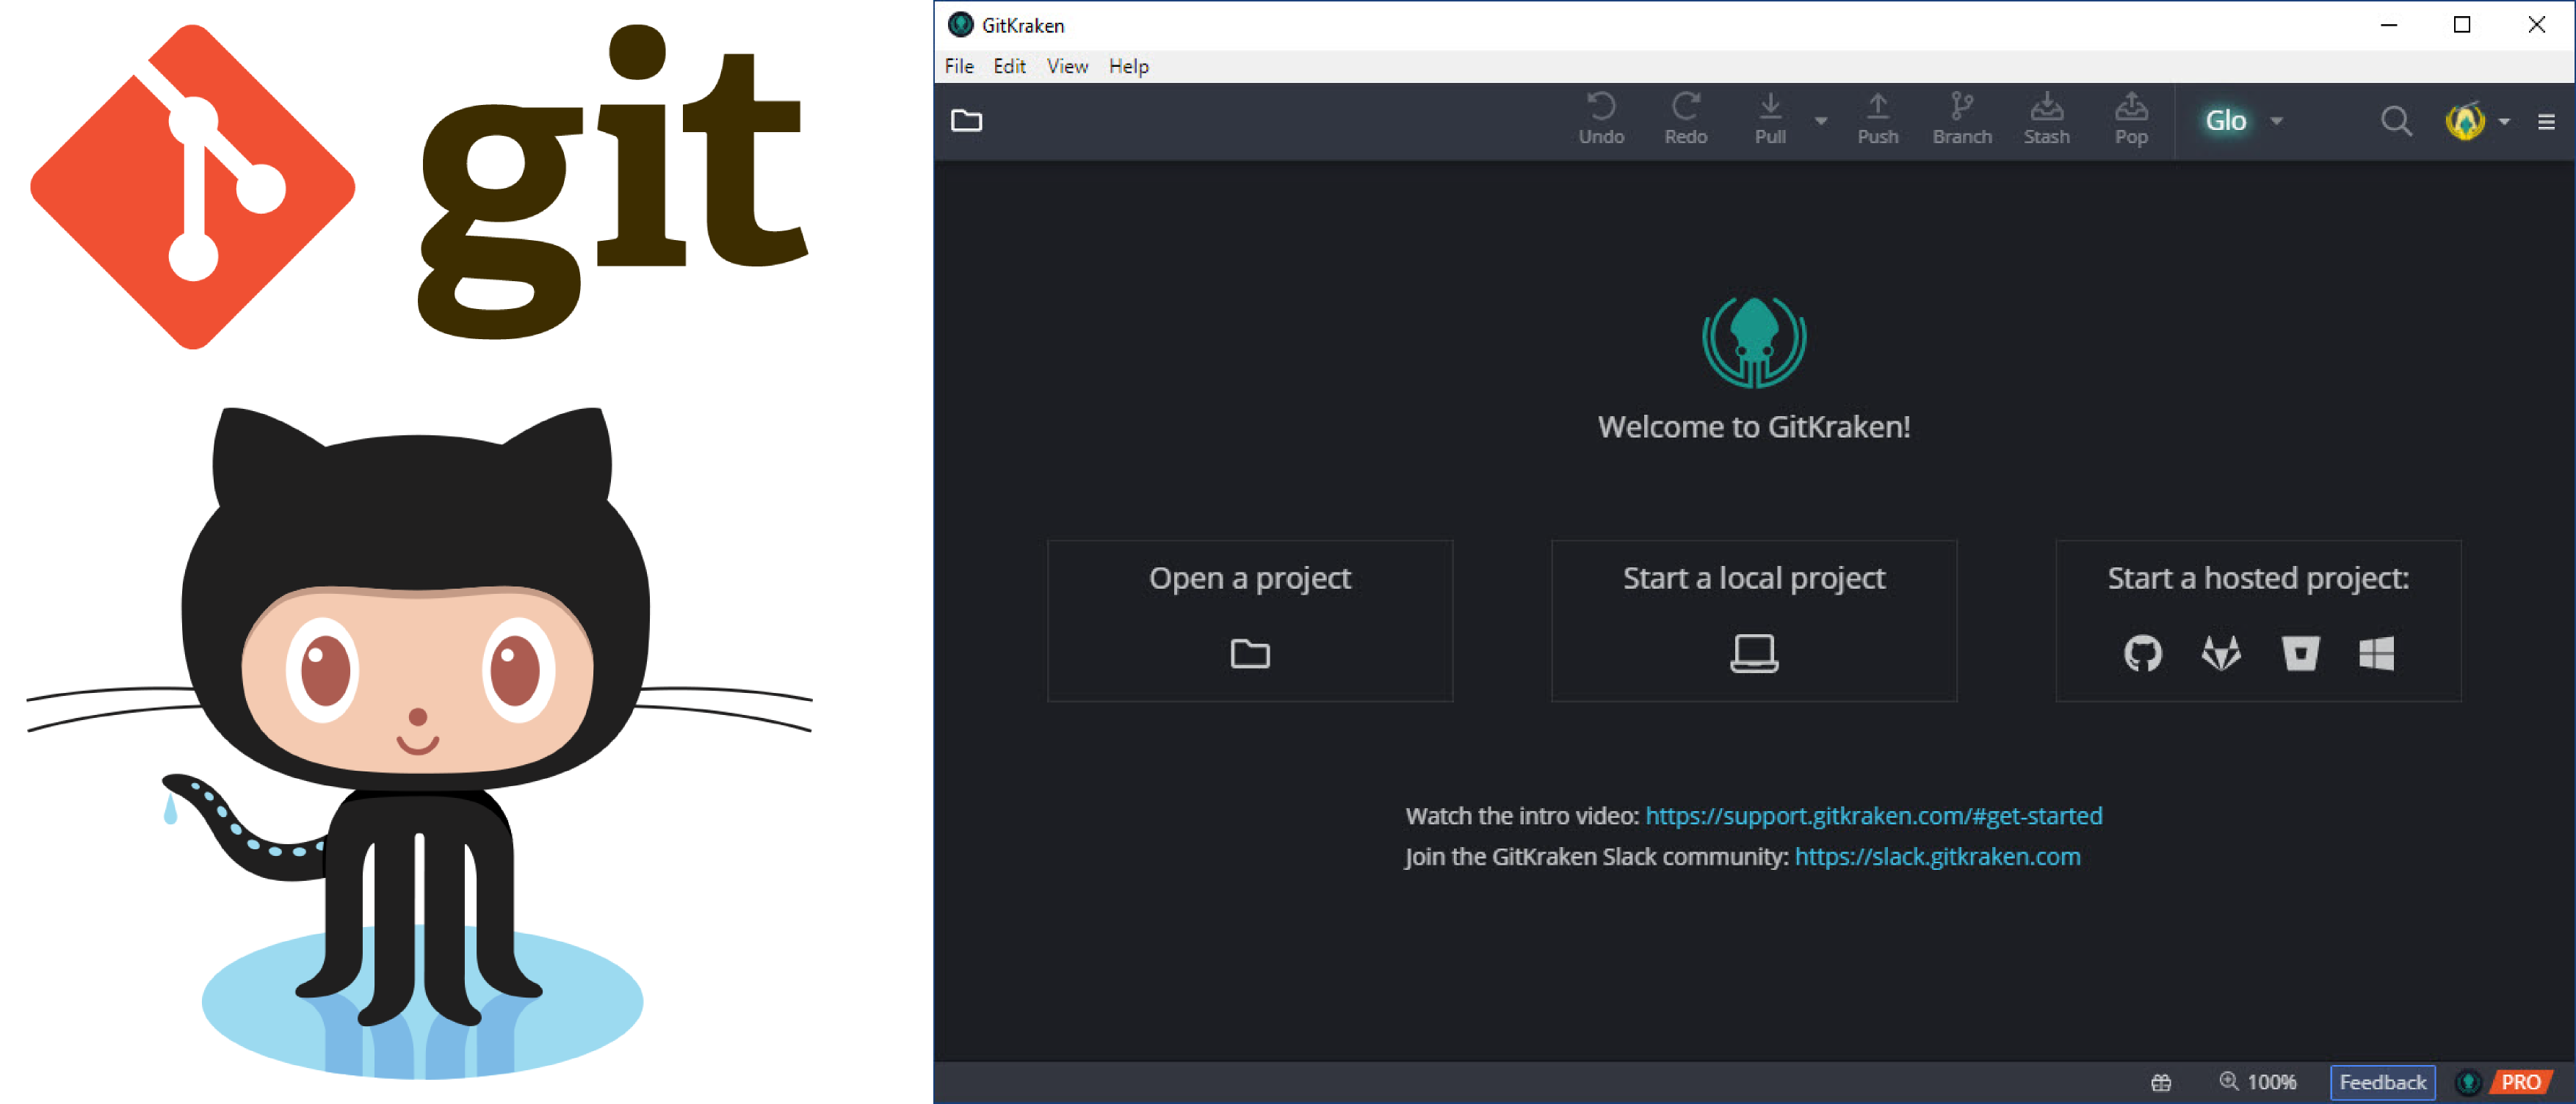 git
GitKraken
File Edit View Help
Undo Redo Pull Push Branch Stash Pop Glo
Welcome to GitKraken!
Open a project
Start a local project
Start a hosted project:
Watch the intro video: https://support.gitkraken.com/#get-started
Join the GitKraken Slack community: https://slack.gitkraken.com
100% Feedback PRO